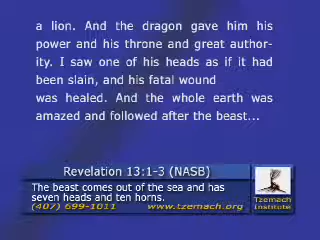 a lion. And the dragon gave him his
power and his throne and great author-
ity. I saw one of his heads as if it had
been slain, and his fatal wound
was healed. And the whole earth was
amazed and followed after the beast...
Revelation 13:1-3 (NASB)
The beast comes out of the sea and has
seven heads and ten horns.
(407) 699-1011 www.tzemach.org
Tzemach
Institute